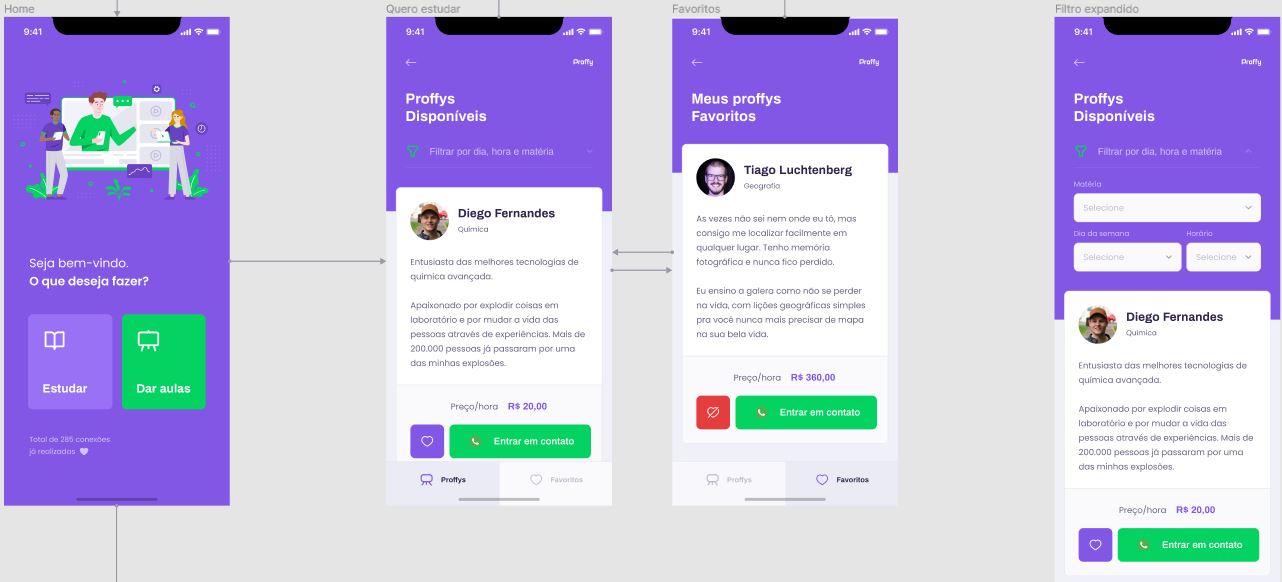 Home
9:41
Seja bem-vindo.
O que deseja fazer?
Estudar
Dar aulas
Total de 285 conexões
já realizadas
Quero estudar
9:41
Proffy
Proffys
Disponíveis
Filtrar por dia, hora e matéria
Diego Fernandes
Química
Entusiasta das melhores tecnologias de
química avançada.
Apaixonado por explodir coisas em
laboratório e por mudar a vida das
pessoas através de experiências. Mais de
200.000 pessoas já passaram por uma
das minhas explosões.
Preço/hora R$ 20,00
Entrar em contato
Proffys
Favoritos
Favoritos
9:41
Proffy
Meus proffys
Favoritos
Tiago Luchtenberg
Geografia
As vezes não sei nem onde eu tô, mas
consigo me localizar facilmente em
qualquer lugar. Tenho memória
fotográfica e nunca fico perdido.
Eu ensino a galera como não se perder
na vida, com lições geográficas simples
pra você nunca mais precisar de mapa
na sua bela vida.
Preço/hora R$ 360,00
Entrar em contato
Proffys
Favoritos
Filtro expandido
9:41
Proffy
Proffys
Disponíveis
Filtrar por dia, hora e matéria
Matéria
Selecione
Dia da semana
Horário
Selecione
Selecione
Diego Fernandes
Química
Entusiasta das melhores tecnologias de
química avançada.
Apaixonado por explodir coisas em
laboratório e por mudar a vida das
pessoas através de experiências. Mais de
200.000 pessoas já passaram por uma
das minhas explosões.
Preço/hora R$ 20,00
Entrar em contato